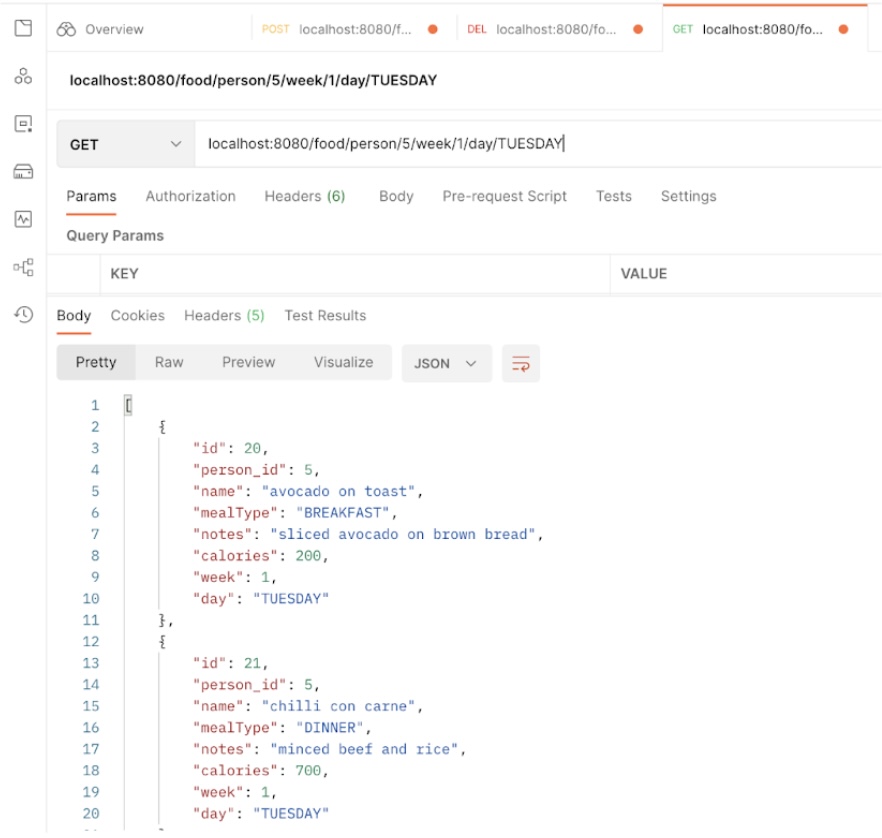 Overview POST localhost:8080/f... DEL localhost:8080/fo... GET localhost:8080/fo...
localhost:8080/food/person/5/week/1/day/TUESDAY
GET localhost:8080/food/person/5/week/1/day/TUESDAY
Params Authorization Headers (6) Body Pre-request Script Tests Settings
Query Params
KEY VALUE
Body Cookies Headers (5) Test Results
Pretty Raw Preview Visualize JSON
1 [
2 {
3 "id": 20,
4 "person_id": 5,
5 "name": "avocado on toast",
6 "mealType": "BREAKFAST",
7 "notes": "sliced avocado on brown bread",
8 "calories": 200,
9 "week": 1,
10 "day": "TUESDAY"
11 },
12 {
13 "id": 21,
14 "person_id": 5,
15 "name": "chilli con carne",
16 "mealType": "DINNER",
17 "notes": "minced beef and rice",
18 "calories": 700,
19 "week": 1,
20 "day": "TUESDAY"